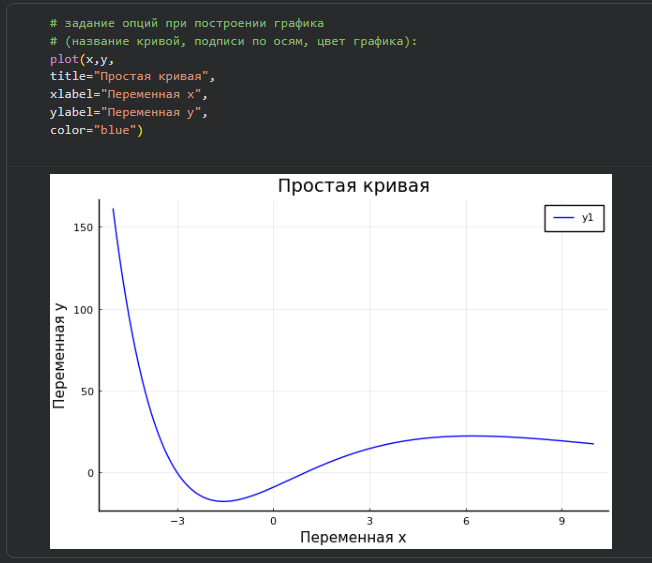 # задание опций при построении графика
# (название кривой, подписи по осям, цвет графика):
plot(x,y,
title="Простая кривая",
xlabel="Переменная x",
ylabel="Переменная y",
color="blue")
Простая кривая
y1
150
100
50
0
Переменная y
−3 0 3 6 9
Переменная x